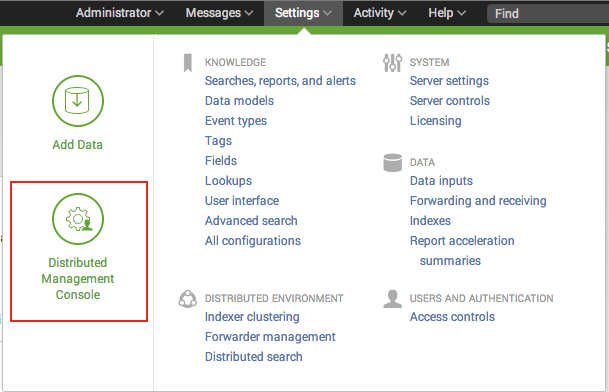 Administrator Messages Settings Activity Help Find
Add Data
Distributed
Management
Console
KNOWLEDGE
Searches, reports, and alerts
Data models
Event types
Tags
Fields
Lookups
User interface
Advanced search
All configurations
DISTRIBUTED ENVIRONMENT
Indexer clustering
Forwarder management
Distributed search
SYSTEM
Server settings
Server controls
Licensing
DATA
Data inputs
Forwarding and receiving
Indexes
Report acceleration
summaries
USERS AND AUTHENTICATION
Access controls